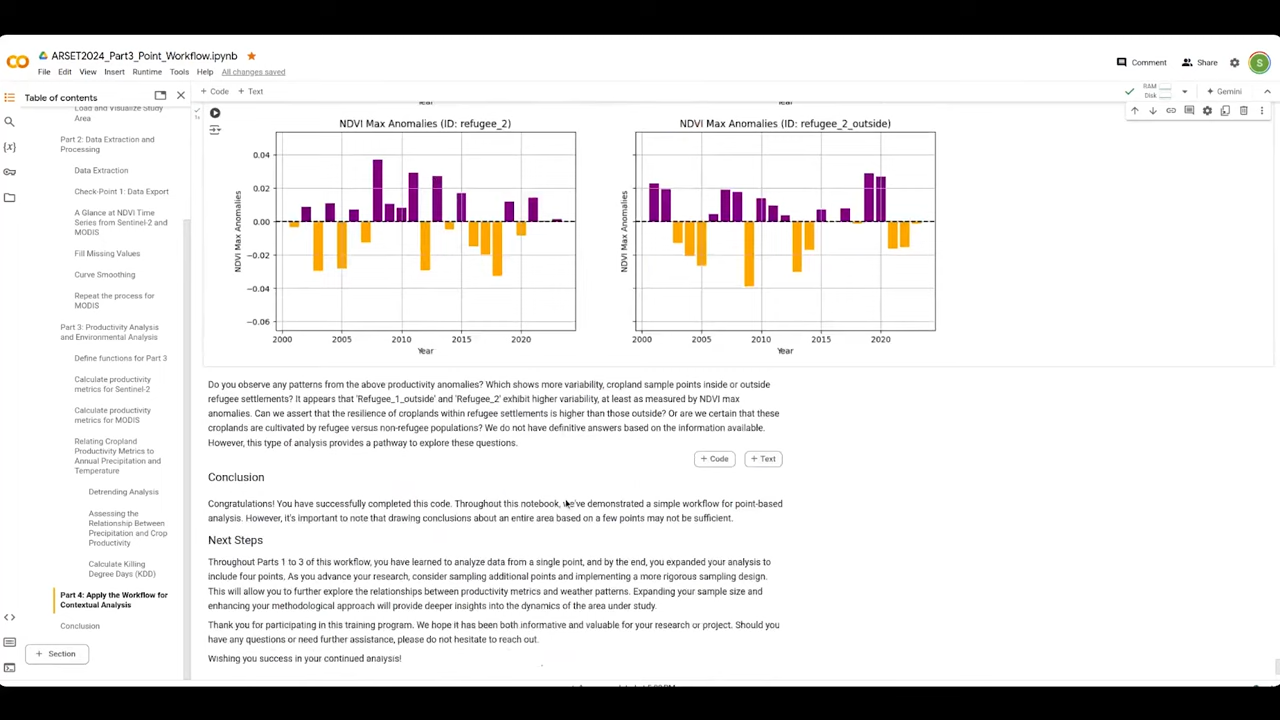 ARSET2024_Part3_Point_Workflow.ipynb
File Edit View Insert Runtime Tools Help All changes saved
Comment Share S
Table of contents
+ Code + Text
RAM
Disk
Gemini
Load and Visualize Study
Area
Part 2: Data Extraction and
Processing
Data Extraction
Check-Point 1: Data Export
A Glance at NDVI Time
Series from Sentinel-2 and
MODIS
Fill Missing Values
Curve Smoothing
Repeat the process for
MODIS
Part 3: Productivity Analysis
and Environmental Analysis
Define functions for Part 3
Calculate productivity
metrics for Sentinel-2
Calculate productivity
metrics for MODIS
Relating Cropland
Productivity Metrics to
Annual Precipitation and
Temperature
Detrending Analysis
Assessing the
Relationship Between
Precipitation and Crop
Productivity
Calculate Killing
Degree Days (KDD)
Part 4: Apply the Workflow for
Contextual Analysis
Conclusion
+ Section
Year Year
NDVI Max Anomalies (ID: refugee_2)
NDVI Max Anomalies
0.04
0.02
0.00
−0.02
−0.04
−0.06
2000 2005 2010 2015 2020
Year
NDVI Max Anomalies (ID: refugee_2_outside)
NDVI Max Anomalies
2000 2005 2010 2015 2020
Year
Do you observe any patterns from the above productivity anomalies? Which shows more variability, cropland sample points inside or outside
refugee settlements? It appears that 'Refugee_1_outside' and 'Refugee_2' exhibit higher variability, at least as measured by NDVI max
anomalies. Can we assert that the resilience of croplands within refugee settlements is higher than those outside? Or are we certain that these
croplands are cultivated by refugee versus non-refugee populations? We do not have definitive answers based on the information available.
However, this type of analysis provides a pathway to explore these questions.
+ Code + Text
Conclusion
Congratulations! You have successfully completed this code. Throughout this notebook, we've demonstrated a simple workflow for point-based
analysis. However, it's important to note that drawing conclusions about an entire area based on a few points may not be sufficient.
Next Steps
Throughout Parts 1 to 3 of this workflow, you have learned to analyze data from a single point, and by the end, you expanded your analysis to
include four points. As you advance your research, consider sampling additional points and implementing a more rigorous sampling design.
This will allow you to further explore the relationships between productivity metrics and weather patterns. Expanding your sample size and
enhancing your methodological approach will provide deeper insights into the dynamics of the area under study.
Thank you for participating in this training program. We hope it has been both informative and valuable for your research or project. Should you
have any questions or need further assistance, please do not hesitate to reach out.
Wishing you success in your continued analysis!